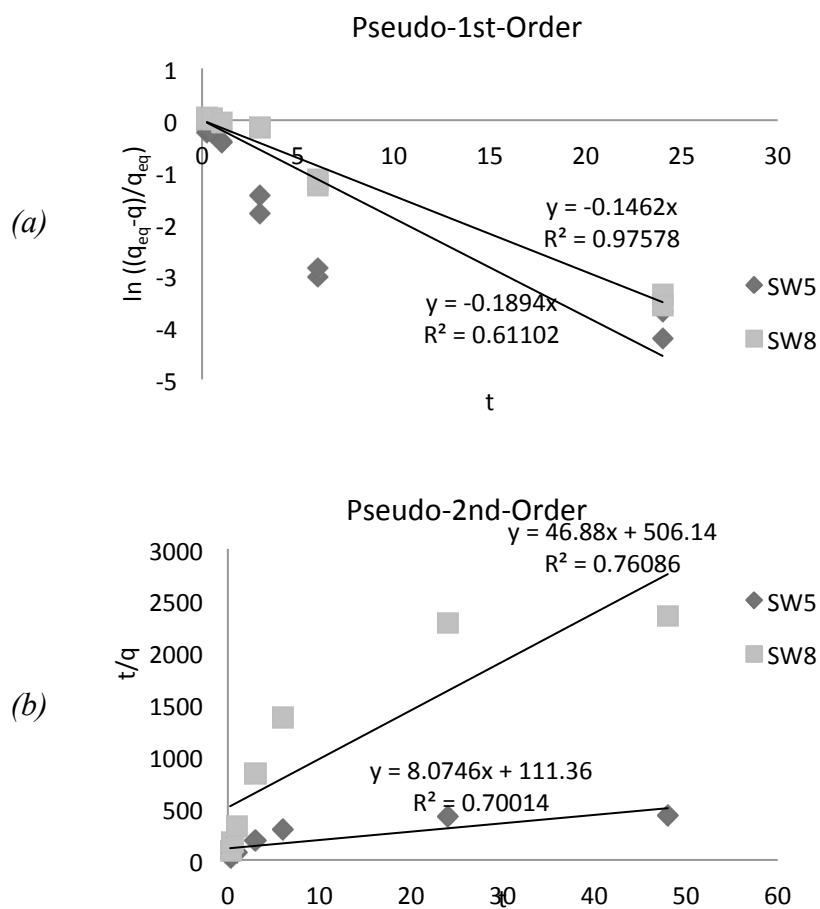 Pseudo-1st-Order
1
0
-1
-2
-3
-4
-5
0 5 10 15 20 25 30
ln ((q_eq-q)/q_eq)
(a)
y = -0.1462x
R² = 0.97578
y = -0.1894x
R² = 0.61102
SW5
SW8
t
Pseudo-2nd-Order
y = 46.88x + 506.14
R² = 0.76086
3000
2500
2000
1500
1000
500
0
t/q
(b)
SW5
SW8
y = 8.0746x + 111.36
R² = 0.70014
0 10 20 30 40 50 60
t